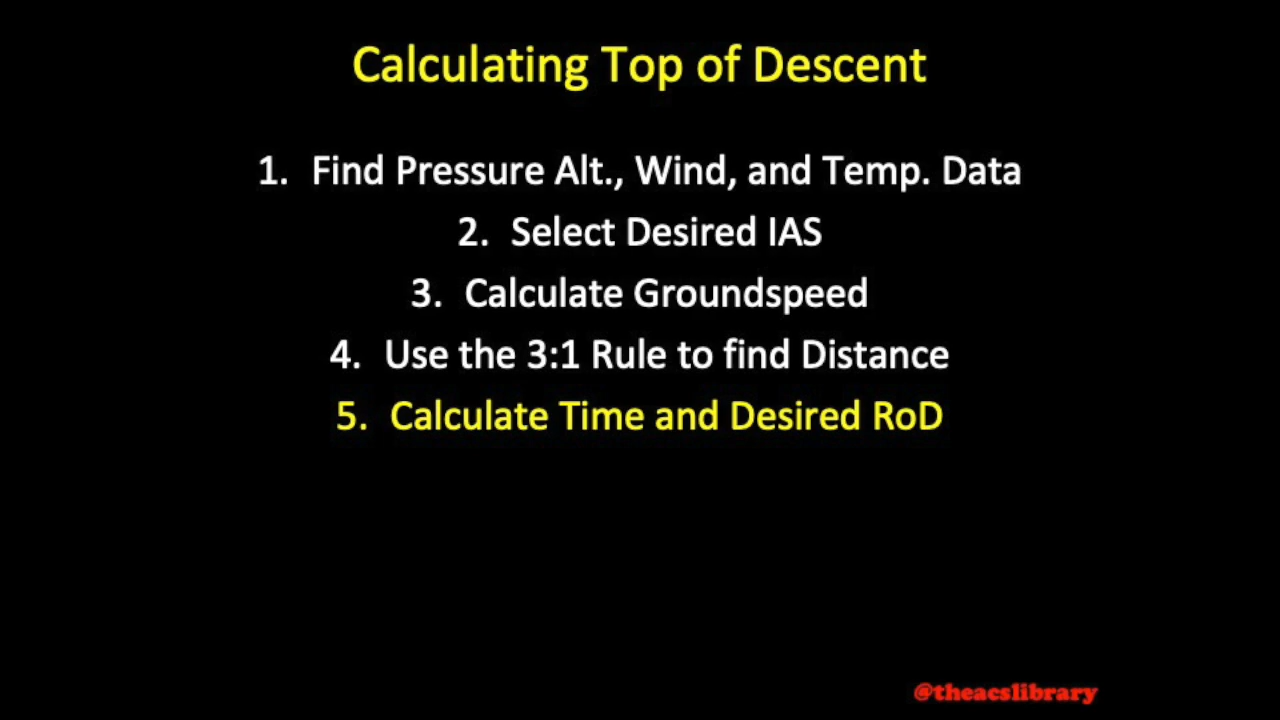 Calculating Top of Descent
1. Find Pressure Alt., Wind, and Temp. Data
2. Select Desired IAS
3. Calculate Groundspeed
4. Use the 3:1 Rule to find Distance
5. Calculate Time and Desired RoD
@theacslibrary